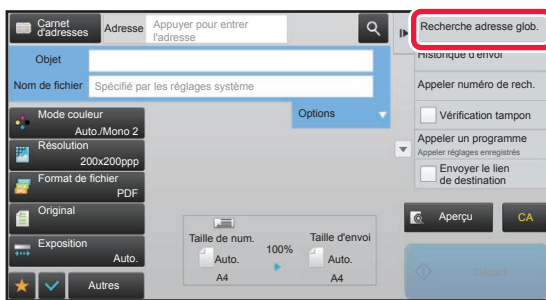 Carnet
d'adresses
Adresse
Appuyer pour entrer
l'adresse
Objet
Nom de fichier
Spécifié par les réglages système
Options
Mode couleur
Auto./Mono 2
Résolution
200x200ppp
Format de fichier
PDF
Original
Exposition
Auto.
Autres
Taille de num.
Auto.
A4
100%
Taille d'envoi
Auto.
A4
Recherche adresse glob.
Historique d'envoi
Appeler numéro de rech.
Vérification tampon
Appeler un programme
Appeler réglages enregistrés
Envoyer le lien
de destination
Aperçu
CA
Départ